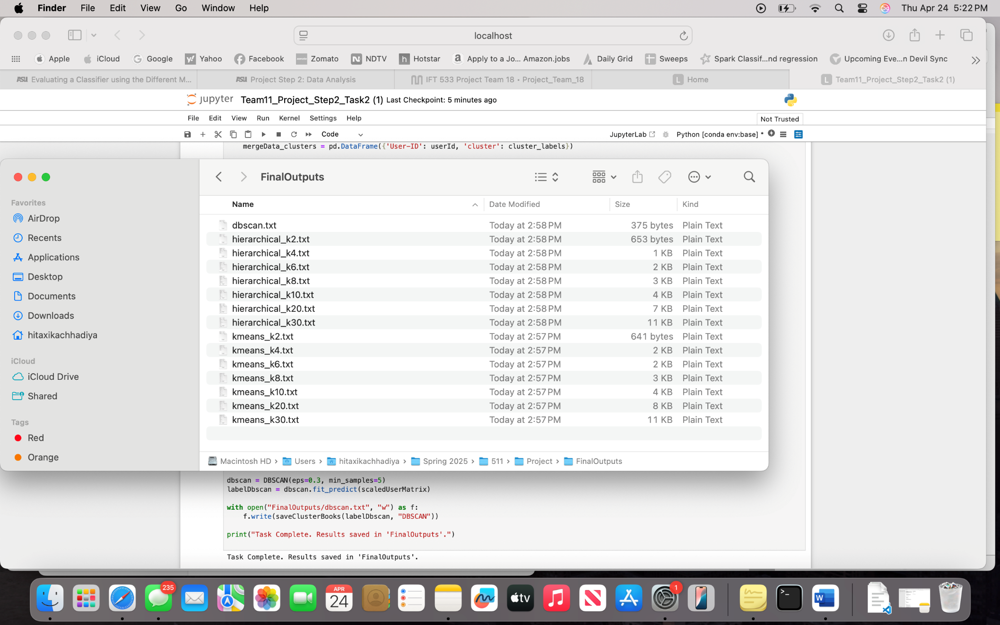 Finder File Edit View Go Window Help Thu Apr 24 5:22 PM
localhost
Apple iCloud Google Yahoo Facebook Zomato NDTV Hotstar Apply to a Jo... Amazon.jobs Daily Grid Sweeps Spark Classif...nd regression Upcoming Eve...n Devil Sync
ASU Evaluating a Classifier using the Different M... ASU Project Step 2: Data Analysis IFT 533 Project Team 18 • Project_Team_18 L Home L Team11_Project_Step2_Task2 (1)
jupyter Team11_Project_Step2_Task2 (1) Last Checkpoint: 5 minutes ago
File Edit View Run Kernel Settings Help Not Trusted
Code JupyterLab Python [conda env:base] *
mergeData_clusters = pd.DataFrame({'User-ID': userId, 'cluster': cluster_labels})
FinalOutputs
Favorites
AirDrop
Recents
Applications
Desktop
Documents
Downloads
hitaxikachhadiya
iCloud
iCloud Drive
Shared
Tags
Red
Orange
Name Date Modified Size Kind
dbscan.txt Today at 2:58 PM 375 bytes Plain Text
hierarchical_k2.txt Today at 2:58 PM 653 bytes Plain Text
hierarchical_k4.txt Today at 2:58 PM 1 KB Plain Text
hierarchical_k6.txt Today at 2:58 PM 2 KB Plain Text
hierarchical_k8.txt Today at 2:58 PM 3 KB Plain Text
hierarchical_k10.txt Today at 2:58 PM 4 KB Plain Text
hierarchical_k20.txt Today at 2:58 PM 7 KB Plain Text
hierarchical_k30.txt Today at 2:58 PM 11 KB Plain Text
kmeans_k2.txt Today at 2:57 PM 641 bytes Plain Text
kmeans_k4.txt Today at 2:57 PM 2 KB Plain Text
kmeans_k6.txt Today at 2:57 PM 2 KB Plain Text
kmeans_k8.txt Today at 2:57 PM 3 KB Plain Text
kmeans_k10.txt Today at 2:57 PM 4 KB Plain Text
kmeans_k20.txt Today at 2:57 PM 8 KB Plain Text
kmeans_k30.txt Today at 2:57 PM 11 KB Plain Text
Macintosh HD › Users › hitaxikachhadiya › Spring 2025 › 511 › Project › FinalOutputs
dbscan = DBSCAN(eps=0.3, min_samples=5)
labelDbscan = dbscan.fit_predict(scaledUserMatrix)
with open("FinalOutputs/dbscan.txt", "w") as f:
f.write(saveClusterBooks(labelDbscan, "DBSCAN"))
print("Task Complete. Results saved in 'FinalOutputs'.")
Task Complete. Results saved in 'FinalOutputs'.
235 APR 24 tv 1 W